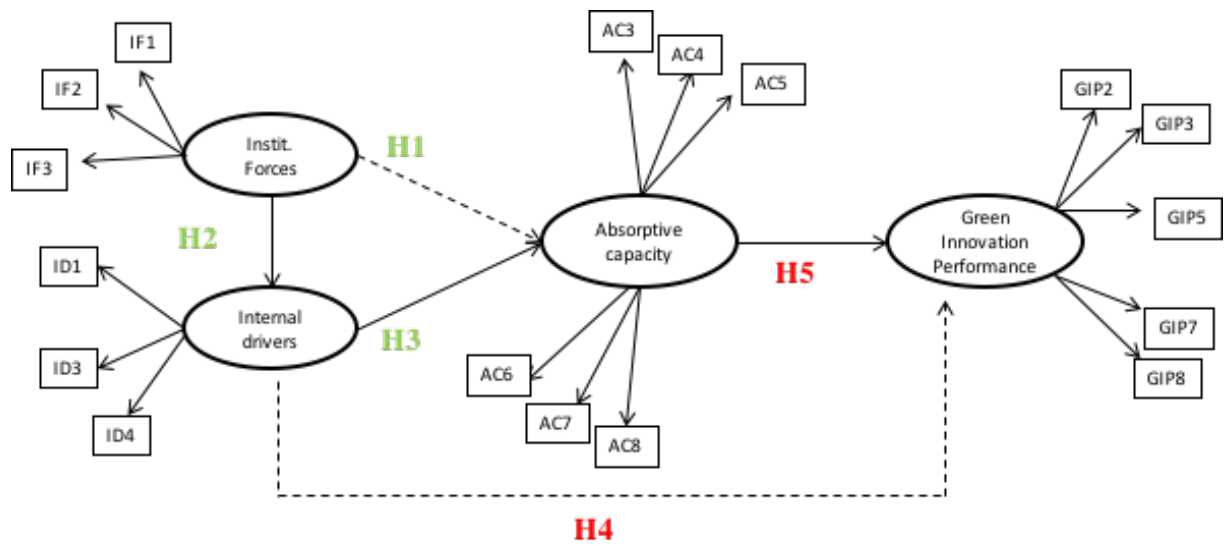 IF1
IF2
IF3
Instit.
Forces
H1
H2
ID1
ID3
ID4
Internal
drivers
H3
AC3
AC4
AC5
Absorptive
capacity
AC6
AC7
AC8
H5
H4
Green
Innovation
Performance
GIP2
GIP3
GIP5
GIP7
GIP8